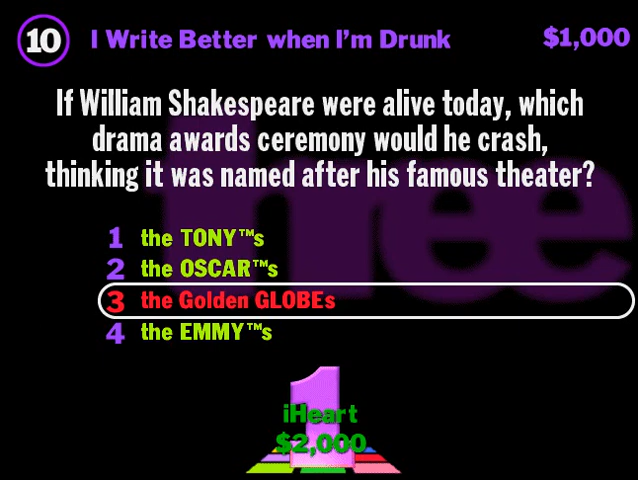 10 I Write Better when I'm Drunk $1,000
If William Shakespeare were alive today, which
drama awards ceremony would he crash,
thinking it was named after his famous theater?
1 the TONY™s
2 the OSCAR™s
3 the Golden GLOBEs
4 the EMMY™s
three
1
iHeart
$2,000